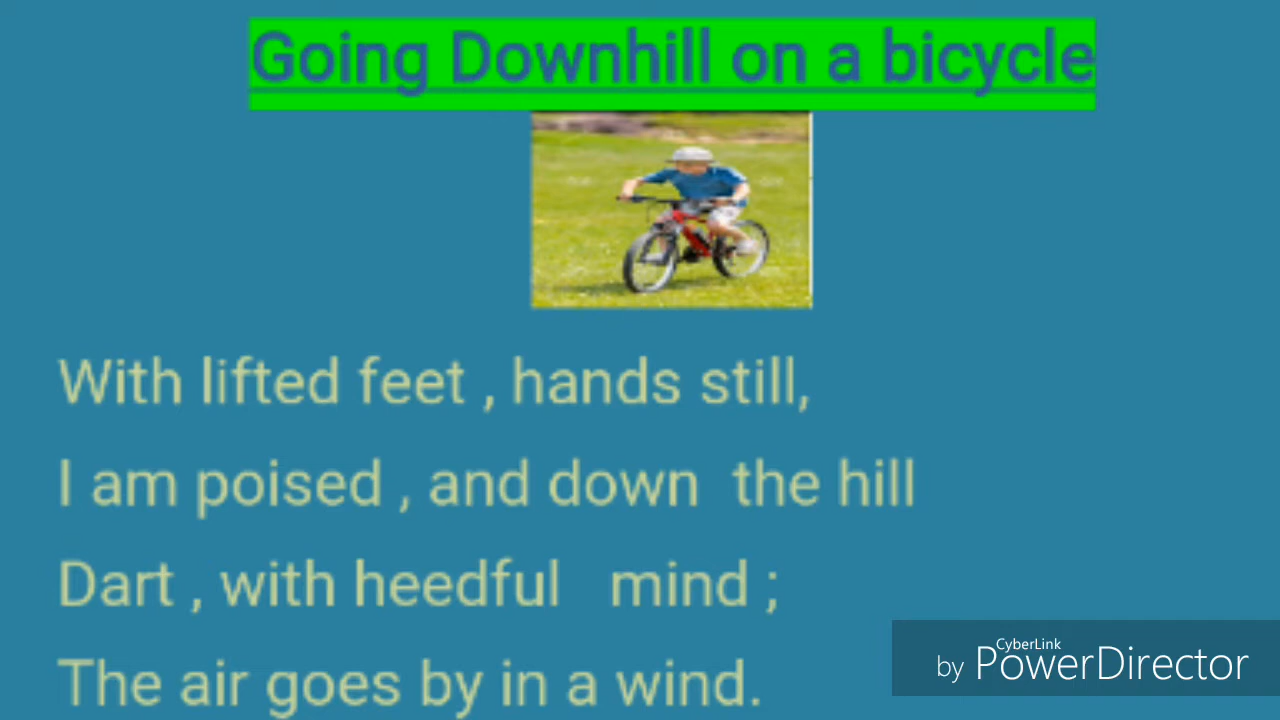 Going Downhill on a bicycle
With lifted feet , hands still,
I am poised , and down the hill
Dart , with heedful mind ;
The air goes by in a wind.
CyberLink
by PowerDirector